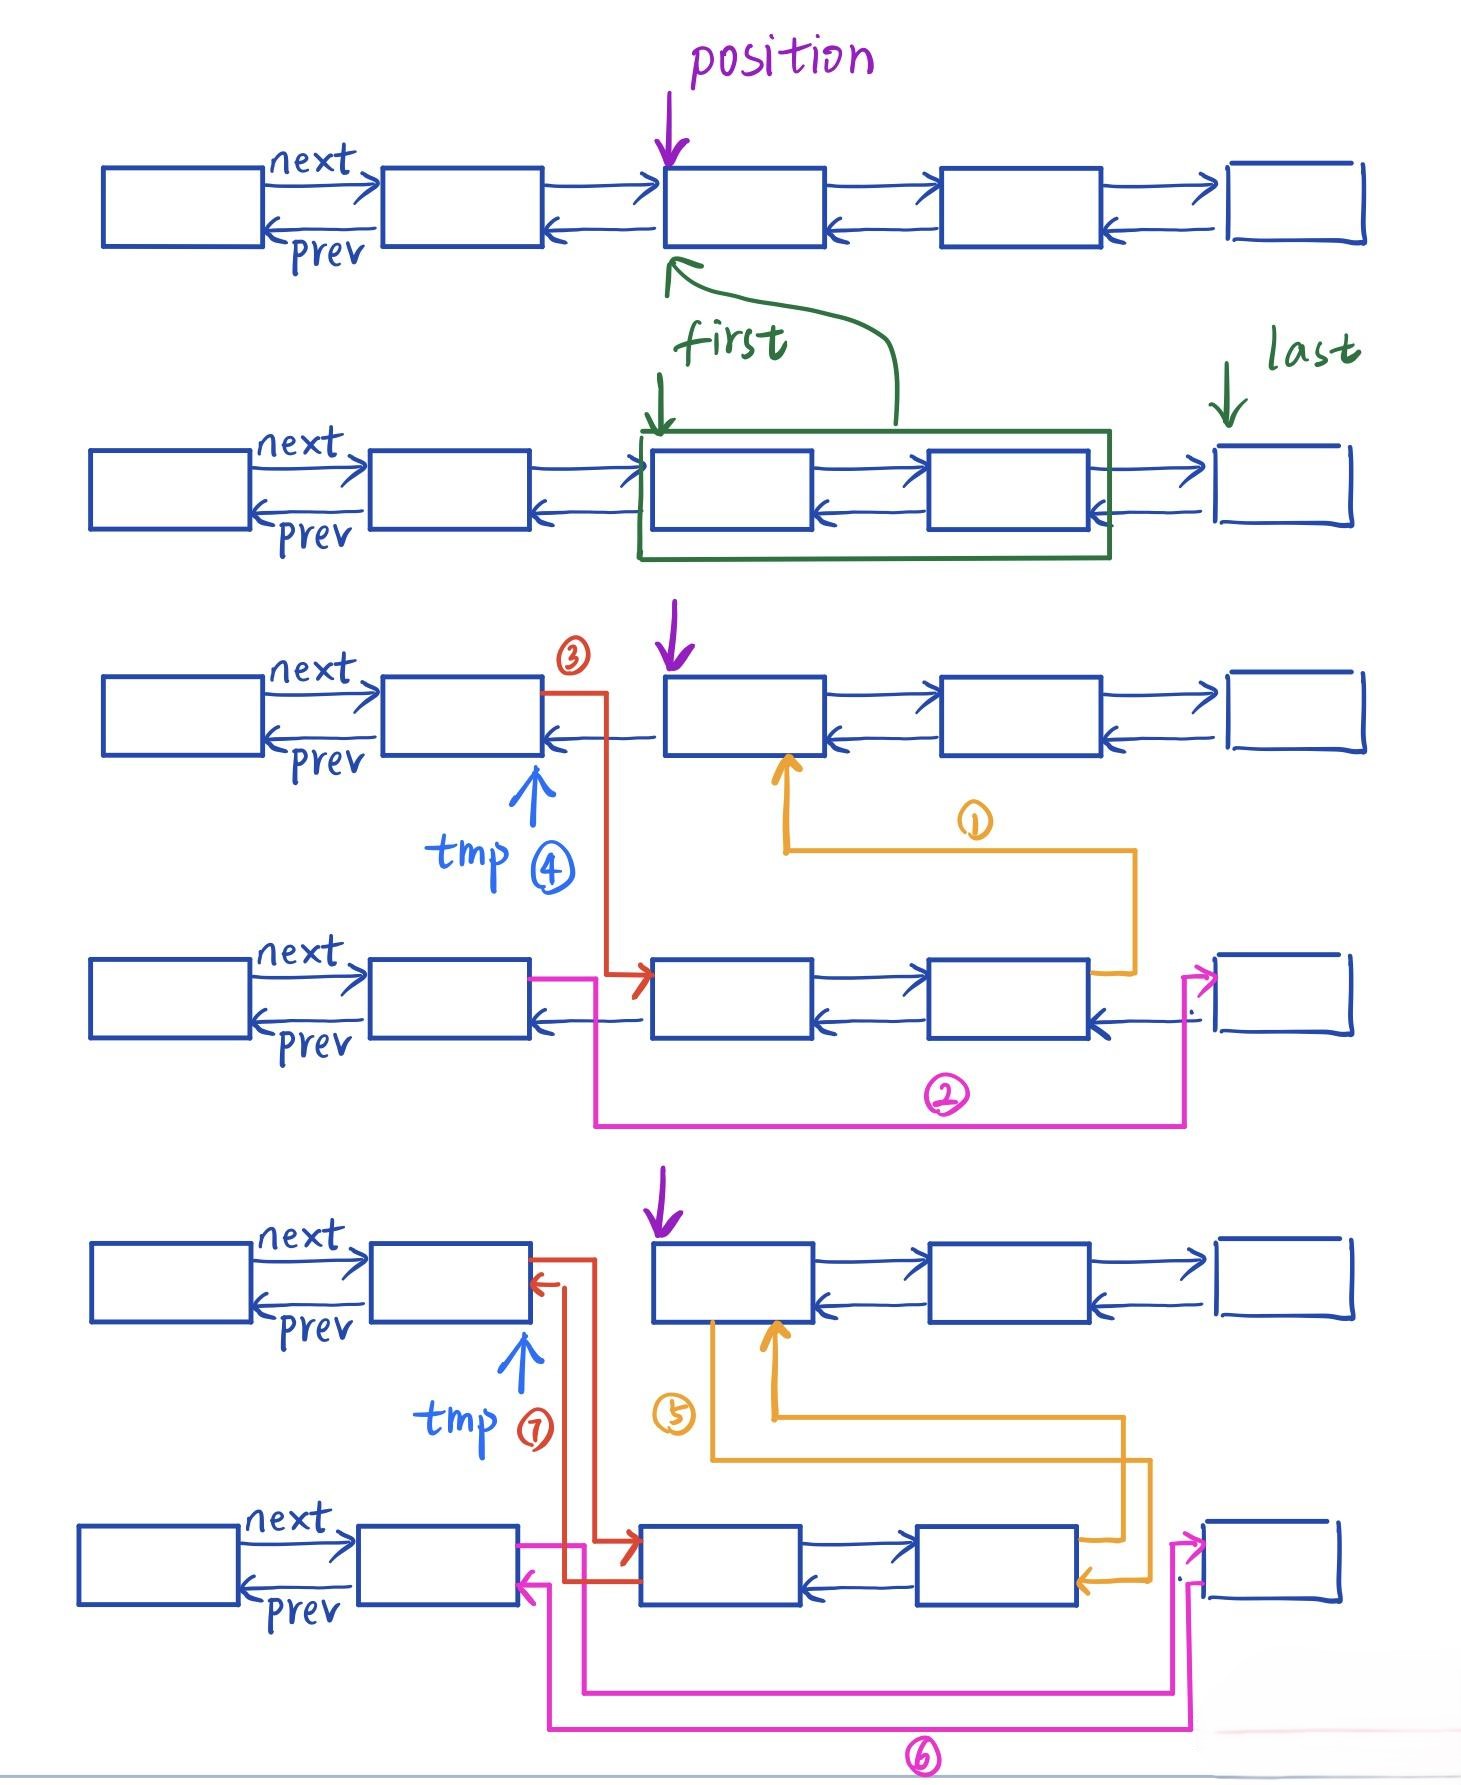 position
next
prev
first
last
next
prev
③
next
prev
tmp ④
①
next
prev
②
next
prev
tmp ⑦
⑤
next
prev
⑥